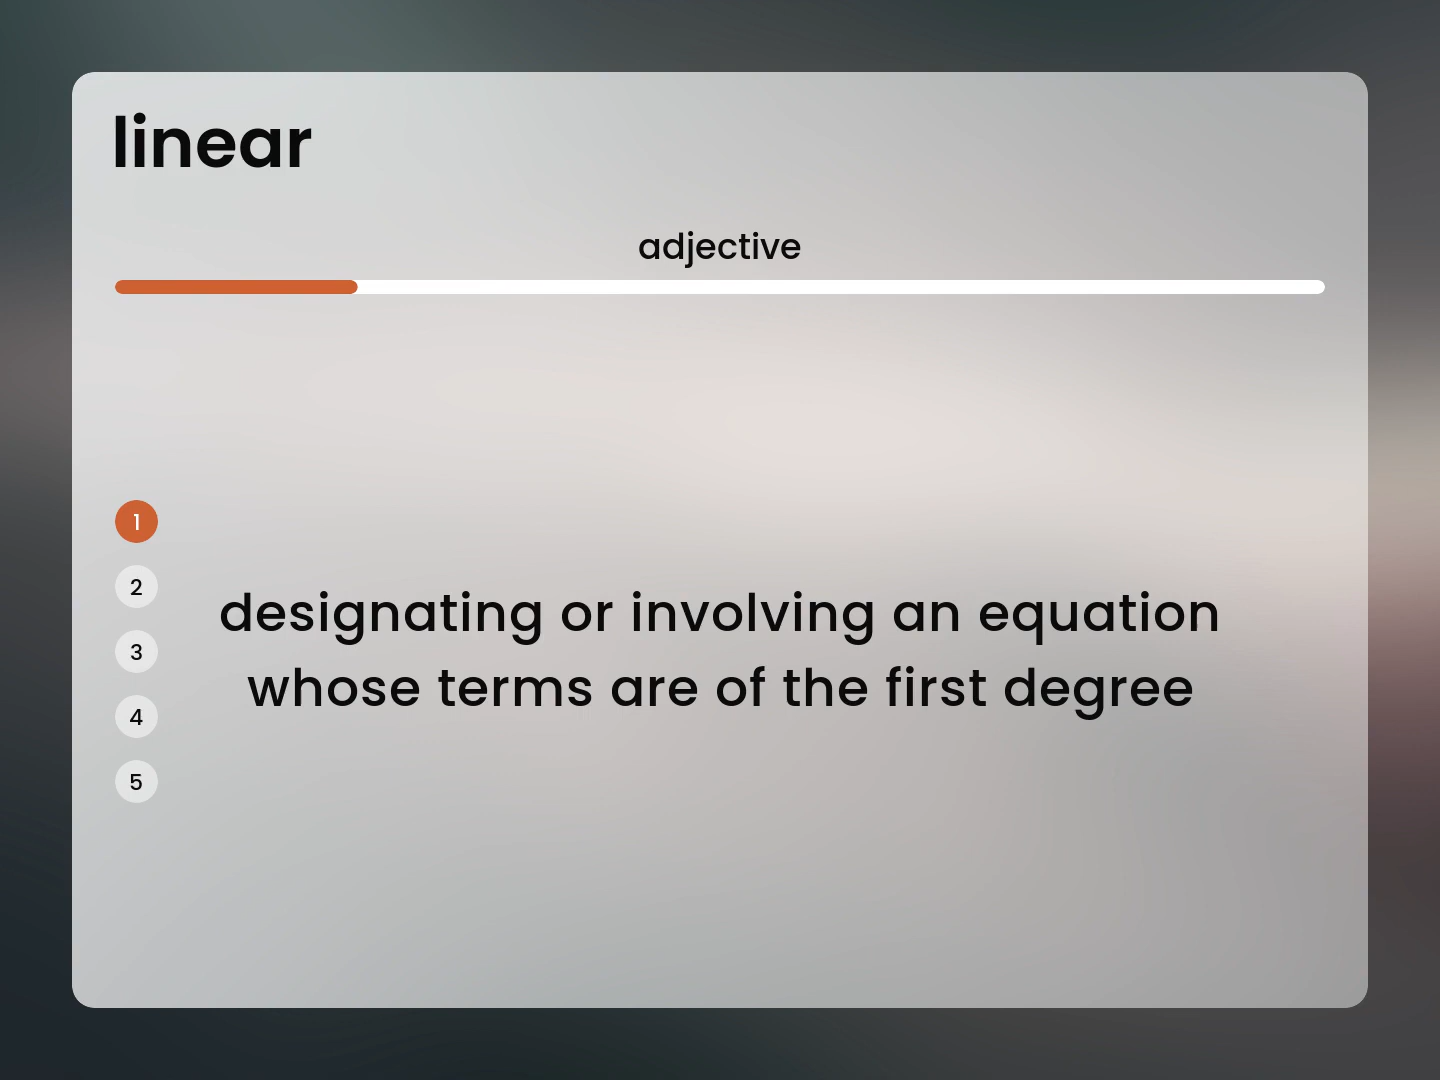 linear
adjective
1
2
3
4
5
designating or involving an equation
whose terms are of the first degree